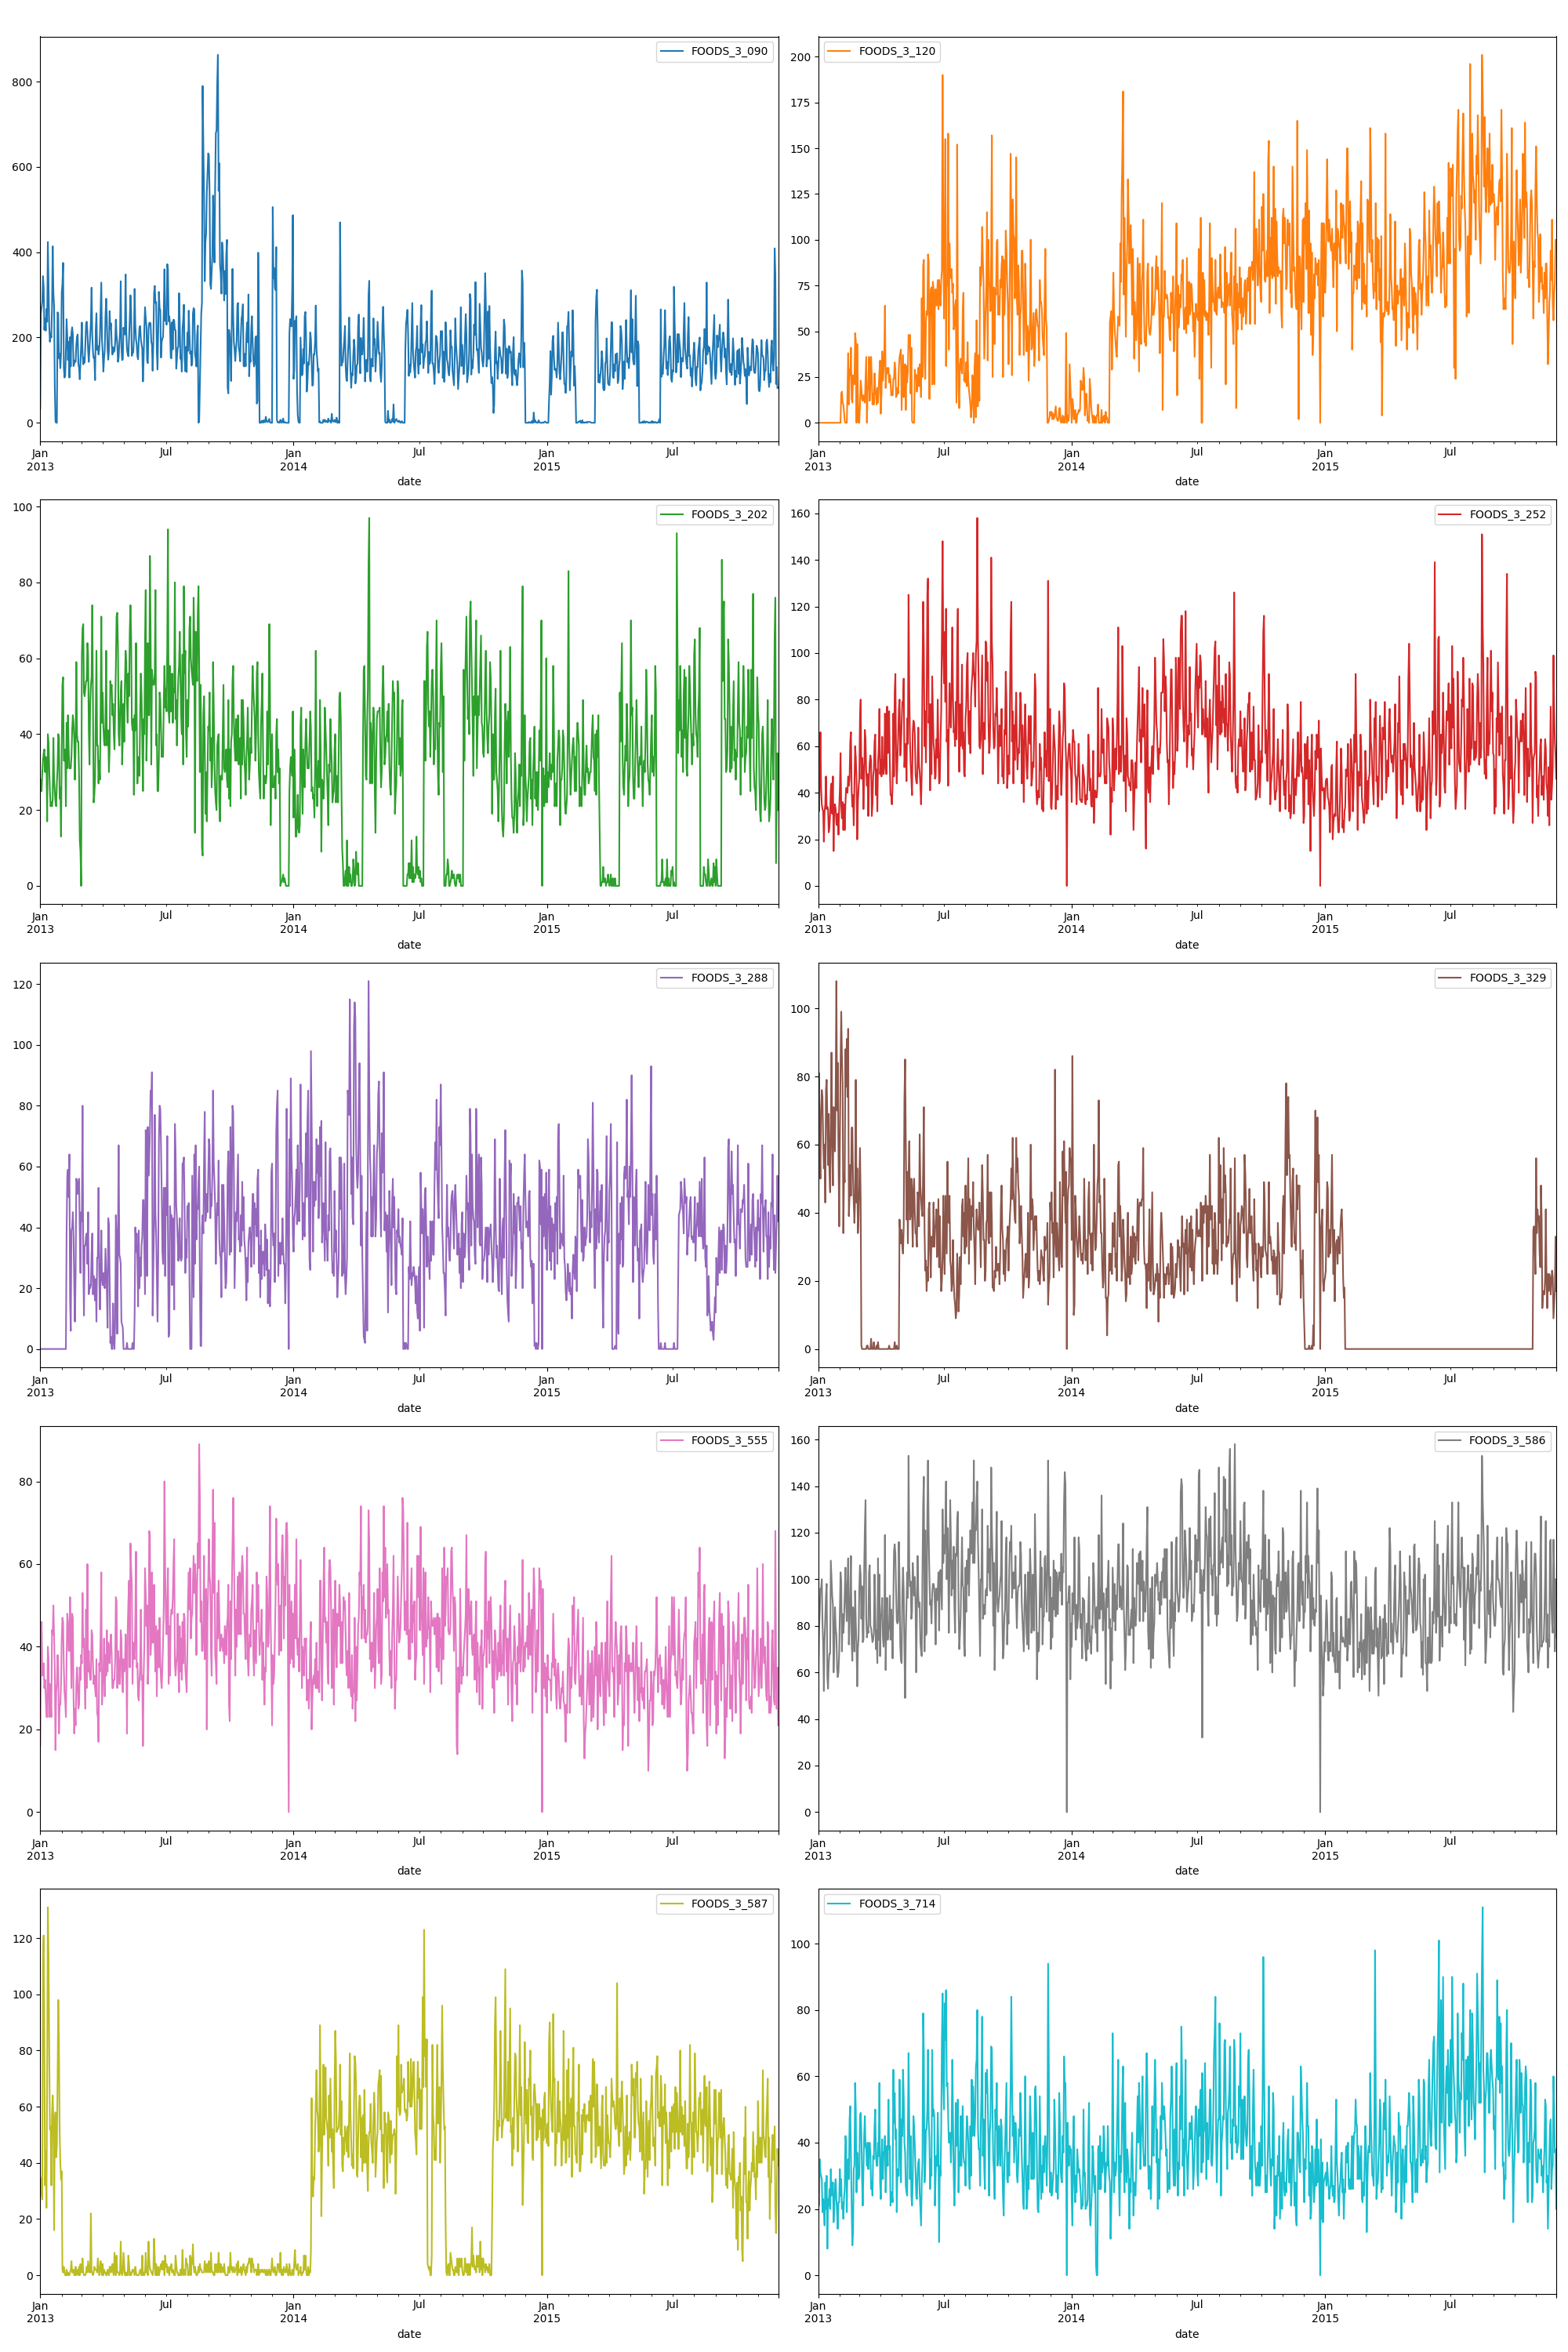 FOODS_3_090
800
600
400
200
0
Jan
2013
Jul
Jan
2014
Jul
Jan
2015
Jul
date
FOODS_3_120
200
175
150
125
100
75
50
25
0
Jan
2013
Jul
Jan
2014
Jul
Jan
2015
Jul
date
FOODS_3_202
100
80
60
40
20
0
Jan
2013
Jul
Jan
2014
Jul
Jan
2015
Jul
date
FOODS_3_252
160
140
120
100
80
60
40
20
0
Jan
2013
Jul
Jan
2014
Jul
Jan
2015
Jul
date
FOODS_3_288
120
100
80
60
40
20
0
Jan
2013
Jul
Jan
2014
Jul
Jan
2015
Jul
date
FOODS_3_329
100
80
60
40
20
0
Jan
2013
Jul
Jan
2014
Jul
Jan
2015
Jul
date
FOODS_3_555
80
60
40
20
0
Jan
2013
Jul
Jan
2014
Jul
Jan
2015
Jul
date
FOODS_3_586
160
140
120
100
80
60
40
20
0
Jan
2013
Jul
Jan
2014
Jul
Jan
2015
Jul
date
FOODS_3_587
120
100
80
60
40
20
0
Jan
2013
Jul
Jan
2014
Jul
Jan
2015
Jul
date
FOODS_3_714
100
80
60
40
20
0
Jan
2013
Jul
Jan
2014
Jul
Jan
2015
Jul
date